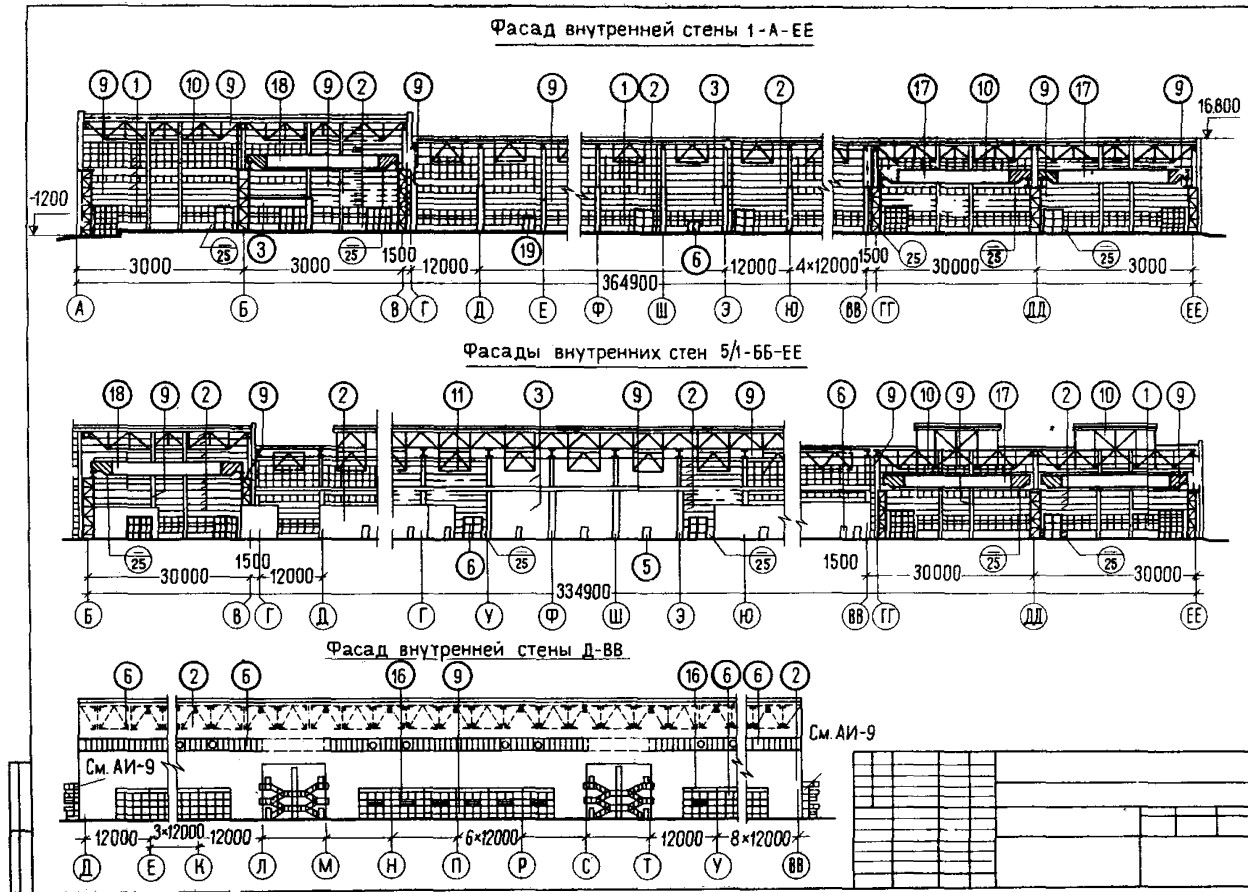 Фасад внутренней стены 1-А-ЕЕ
9 1 10 9 18 9 2 9 9 1 2 3 2 17 10 9 17 9
16.800
-1200
25 3 25 19 6 25 25 25
3000 3000 1500 12000 12000 4×12000 1500 30000 3000
364900
А Б В Г Д Е Ф Ш Э Ю ВВ ГГ ДД ЕЕ
Фасады внутренних стен 5/1-ББ-ЕЕ
18 9 2 9 2 11 3 9 2 9 6 9 10 9 17 2 10 1 9
25 6 25 5 25 25 25
1500 1500
30000 12000 30000 30000
334900
Б В Г Д Г У Ф Ш Э Ю ВВ ГГ ДД ЕЕ
Фасад внутренней стены Д-ВВ
6 2 6 16 9 16 6 6 2
См. АИ-9
См. АИ-9
12000 3×12000 12000 6×12000 12000 8×12000
Д Е К Л М Н П Р С Т У ВВ